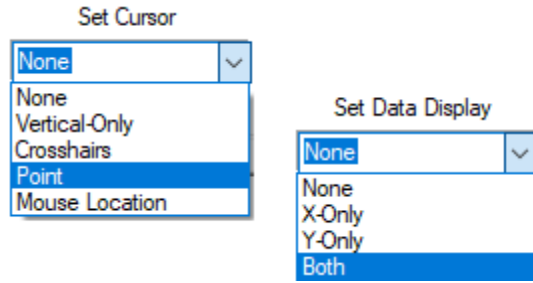 Set Cursor
None
None
Vertical-Only
Crosshairs
Point
Mouse Location
Set Data Display
None
None
X-Only
Y-Only
Both